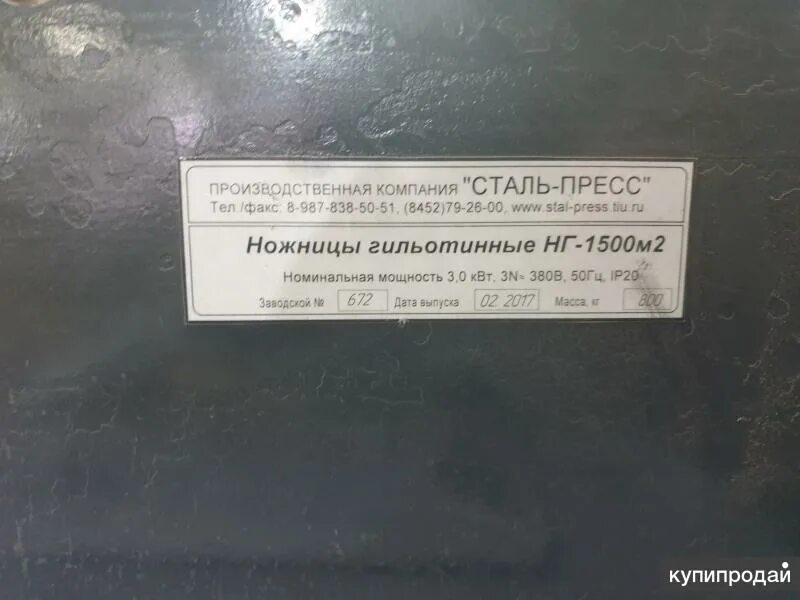 ПРОИЗВОДСТВЕННАЯ КОМПАНИЯ "СТАЛЬ-ПРЕСС"
Тел./факс: 8-987-838-50-51, (8452)79-26-00, www.stal-press.tiu.ru
Ножницы гильотинные НГ-1500м2
Номинальная мощность 3,0 кВт, 3N≈ 380В, 50Гц, IP20
Заводской № 672 Дата выпуска 02. 2017 Масса, кг 800
купипродай